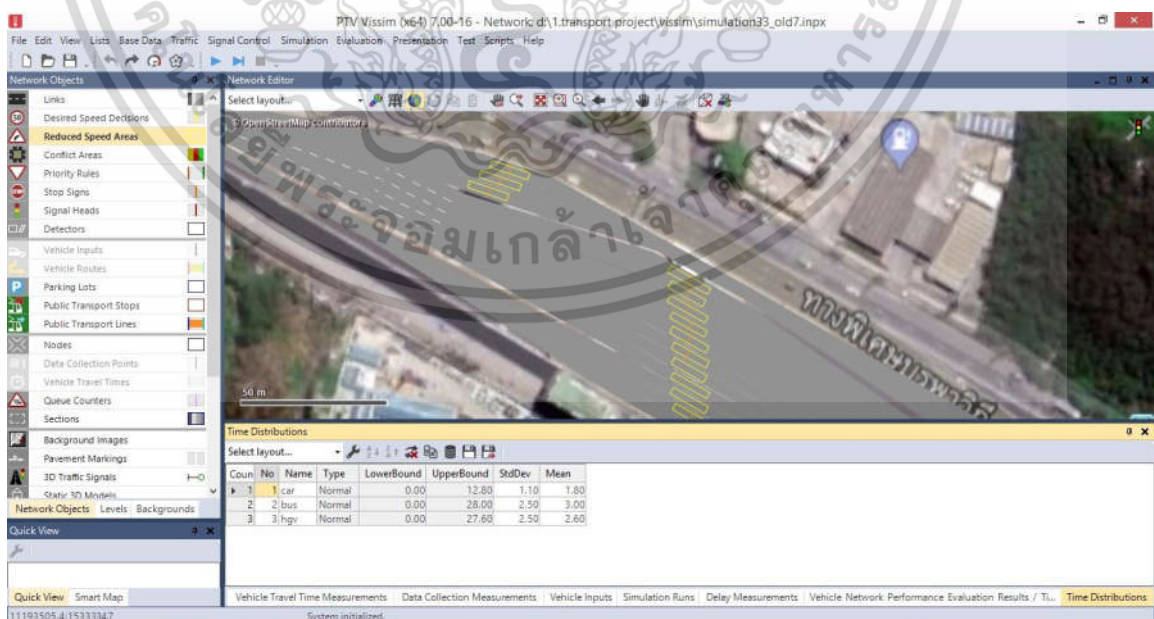 PTV Vissim (x64) 7.00-16 - Network: d:\1.transport project\vissim\simulation33_old7.inpx
File Edit View Lists Base Data Traffic Signal Control Simulation Evaluation Presentation Test Scripts Help
Network Objects
Network Editor
Select layout...
Links
Desired Speed Decisions
Reduced Speed Areas
Conflict Areas
Priority Rules
Stop Signs
Signal Heads
Detectors
Vehicle Inputs
Vehicle Routes
Parking Lots
Public Transport Stops
Public Transport Lines
Nodes
Data Collection Points
Vehicle Travel Times
Queue Counters
Sections
Background Images
Pavement Markings
3D Traffic Signals
Static 3D Models
Network Objects Levels Backgrounds
Quick View
Quick View Smart Map
© OpenStreetMap contributors
50 m
Time Distributions
Select layout...
Coun No Name Type LowerBound UpperBound StdDev Mean
1 1 car Normal 0.00 12.80 1.10 1.80
2 2 bus Normal 0.00 28.00 2.50 3.00
3 3 hgv Normal 0.00 27.60 2.50 2.60
Vehicle Travel Time Measurements Data Collection Measurements Vehicle Inputs Simulation Runs Delay Measurements Vehicle Network Performance Evaluation Results / Ti... Time Distributions
11193505.4:15333347
System initialized.